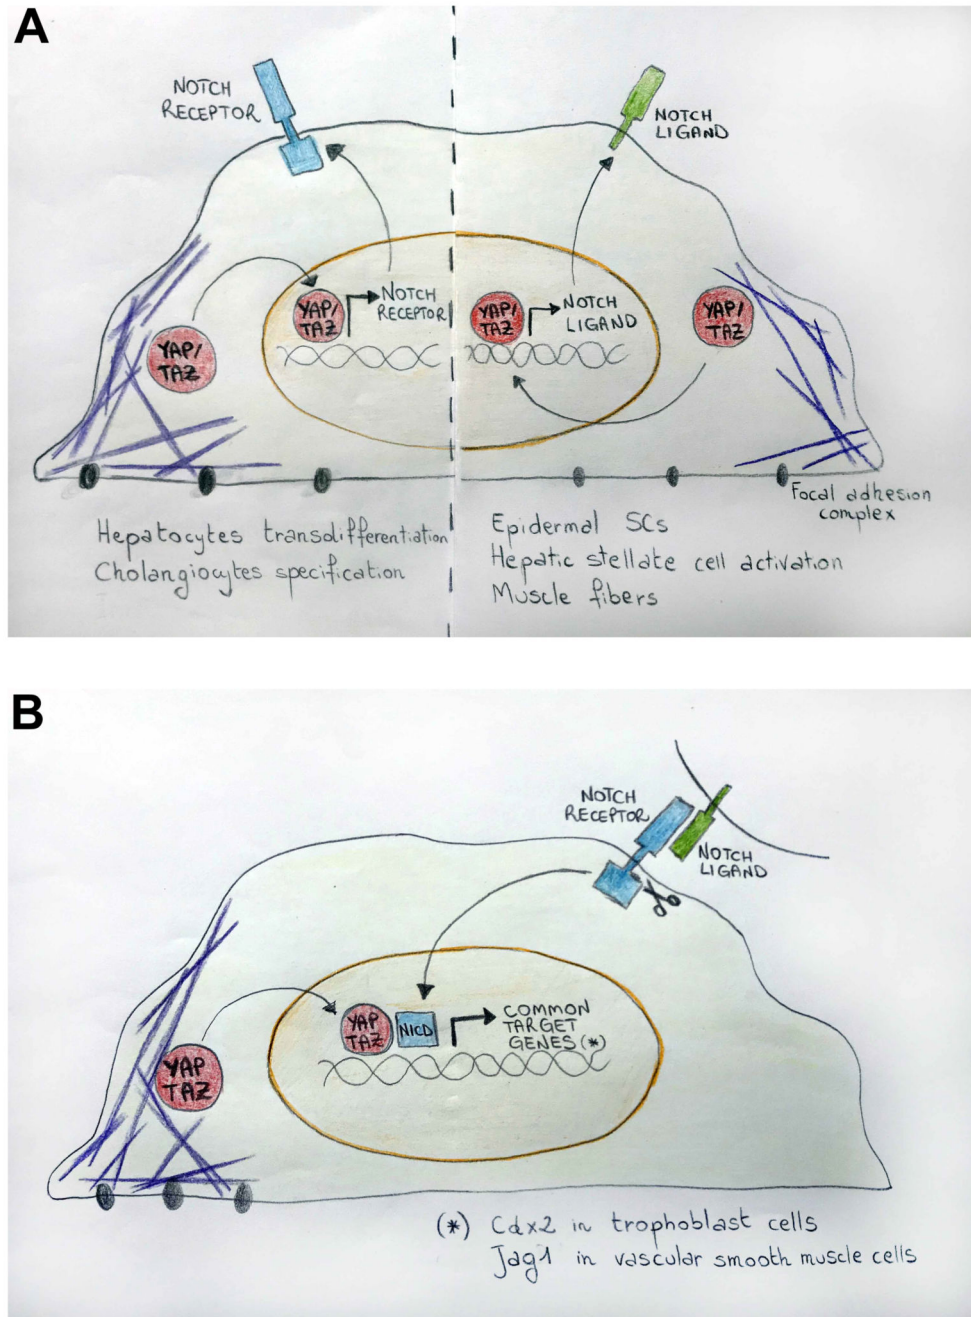 A
NOTCH
RECEPTOR
NOTCH
LIGAND
YAP/
TAZ
YAP/
TAZ
NOTCH
RECEPTOR
YAP/
TAZ
NOTCH
LIGAND
YAP/
TAZ
Focal adhesion
complex
Hepatocytes transdifferentiation
Cholangiocytes specification
Epidermal SCs
Hepatic stellate cell activation
Muscle fibers
B
NOTCH
RECEPTOR
NOTCH
LIGAND
YAP
TAZ
NICD
COMMON
TARGET
GENES (*)
YAP
TAZ
(*) Cdx2 in trophoblast cells
Jag1 in vascular smooth muscle cells